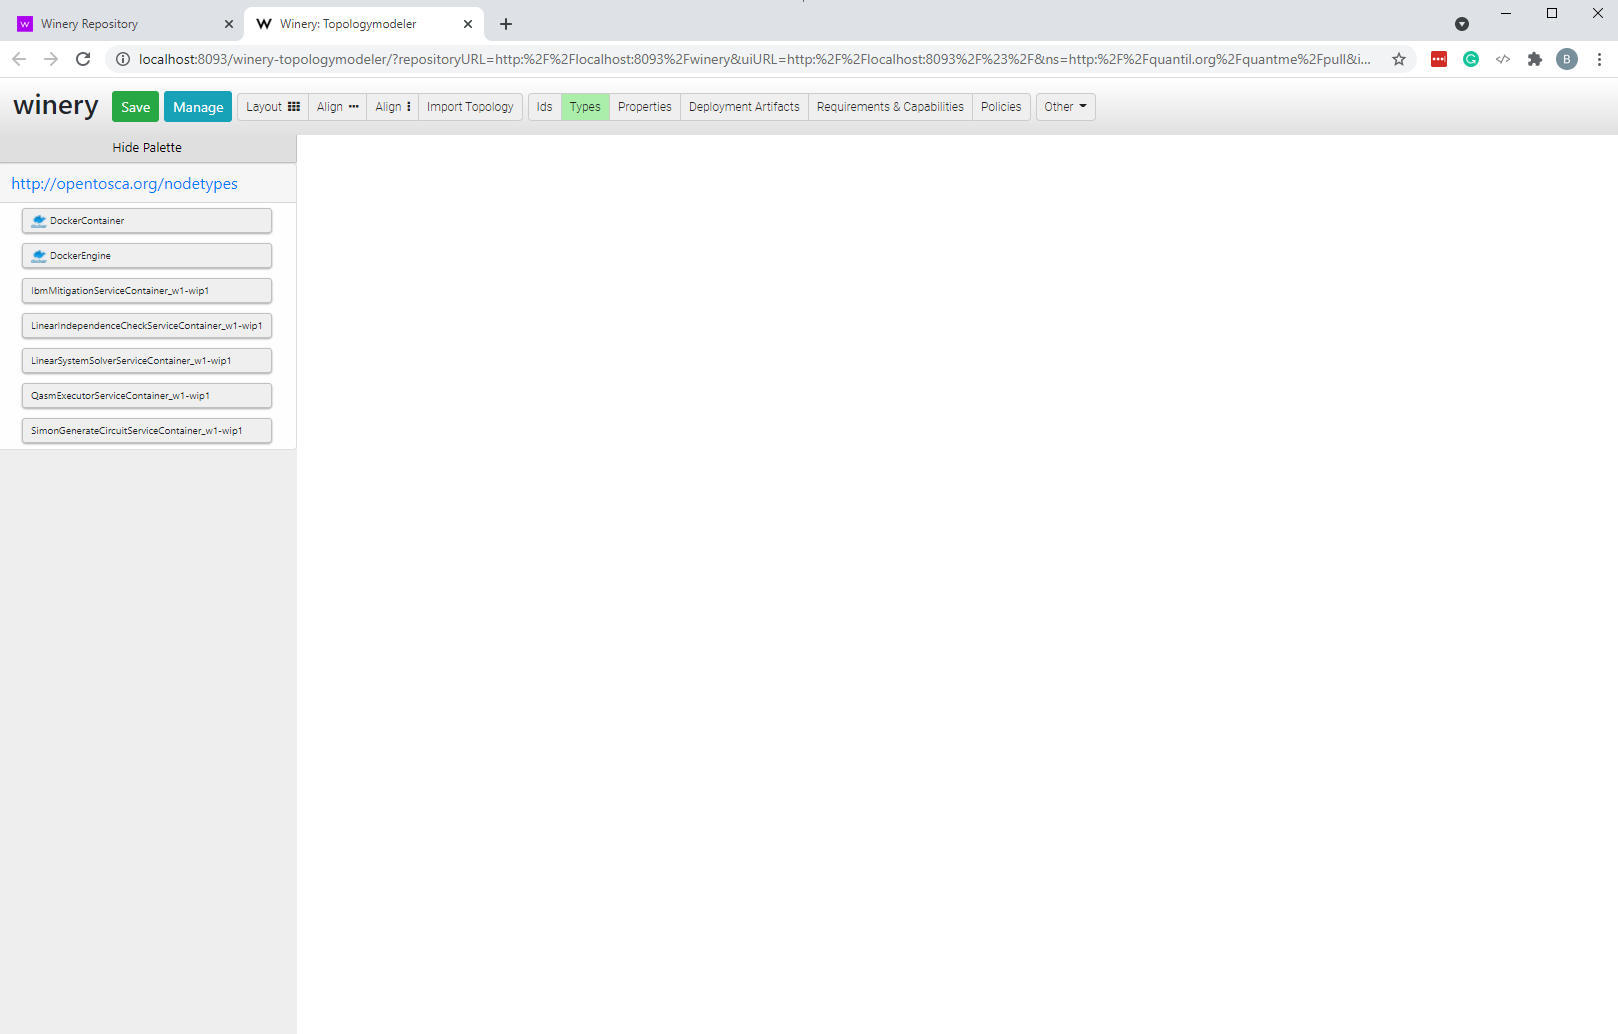 Winery Repository
Winery: Topologymodeler
localhost:8093/winery-topologymodeler/?repositoryURL=http:%2F%2Flocalhost:8093%2Fwinery&uiURL=http:%2F%2Flocalhost:8093%2F%23%2F&ns=http:%2F%2Fquantil.org%2Fquantme%2Fpull&i...
B
winery Save Manage Layout Align Align Import Topology Ids Types Properties Deployment Artifacts Requirements & Capabilities Policies Other
Hide Palette
http://opentosca.org/nodetypes
DockerContainer
DockerEngine
IbmMitigationServiceContainer_w1-wip1
LinearIndependenceCheckServiceContainer_w1-wip1
LinearSystemSolverServiceContainer_w1-wip1
QasmExecutorServiceContainer_w1-wip1
SimonGenerateCircuitServiceContainer_w1-wip1